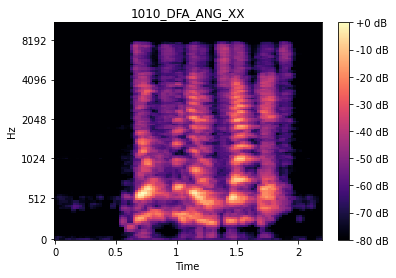 1010_DFA_ANG_XX
8192
4096
2048
1024
512
0
Hz
0
0.5
1
1.5
2
Time
+0 dB
-10 dB
-20 dB
-30 dB
-40 dB
-50 dB
-60 dB
-70 dB
-80 dB